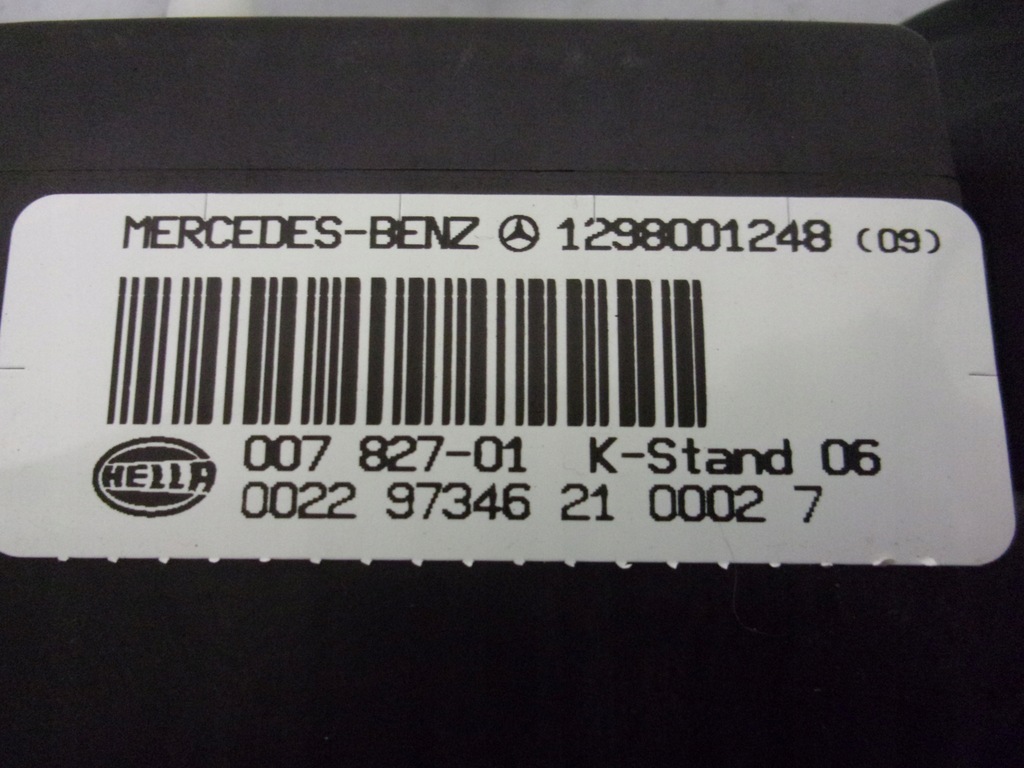 MERCEDES-BENZ 1298001248 (09)
HELLA 007 827-01 K-Stand 06
0022 97346 21 0002 7